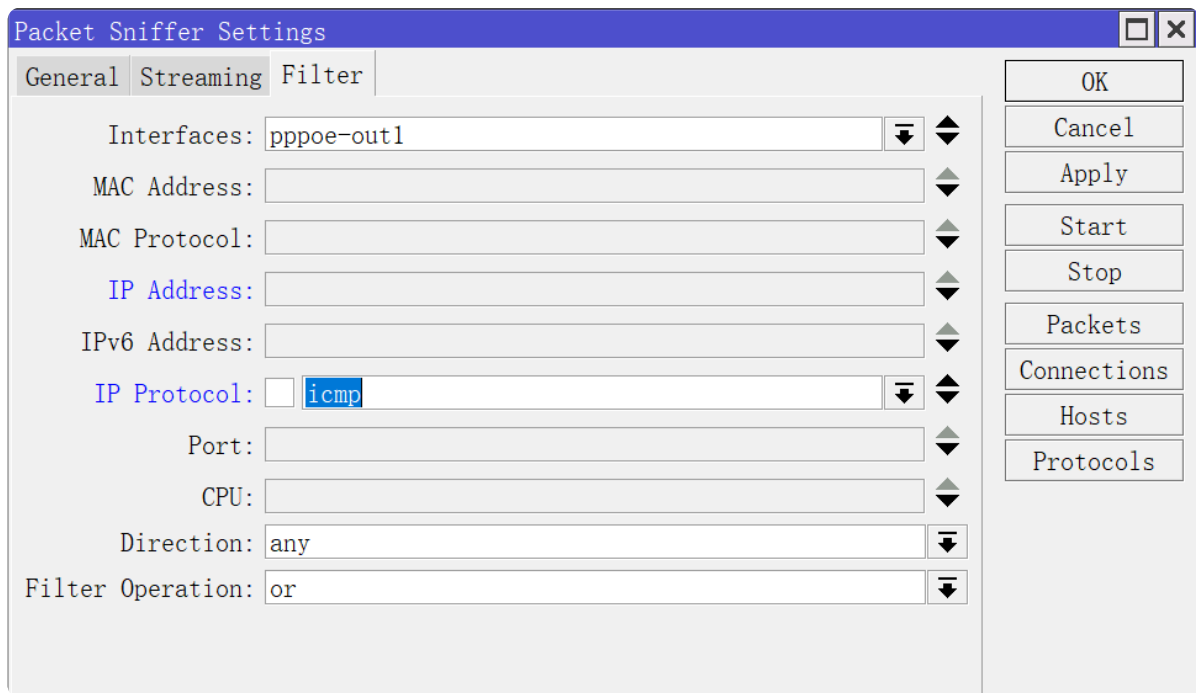 Packet Sniffer Settings
General Streaming Filter
Interfaces: pppoe-out1
MAC Address:
MAC Protocol:
IP Address:
IPv6 Address:
IP Protocol: icmp
Port:
CPU:
Direction: any
Filter Operation: or
OK
Cancel
Apply
Start
Stop
Packets
Connections
Hosts
Protocols